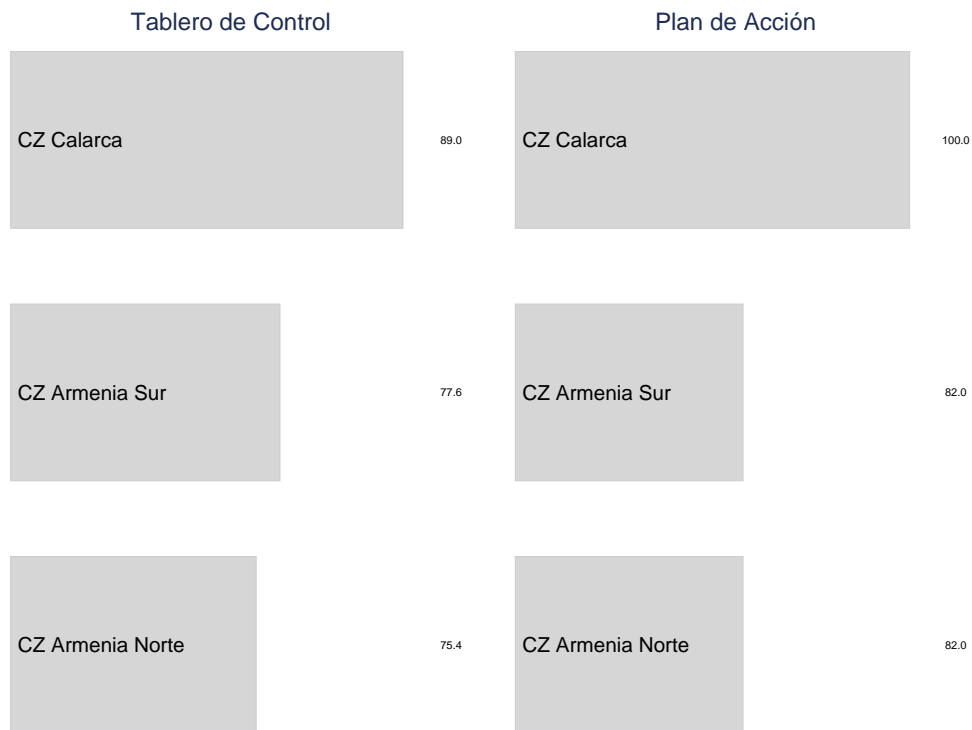 Tablero de Control
CZ Calarca 89.0
CZ Armenia Sur 77.6
CZ Armenia Norte 75.4
Plan de Acción
CZ Calarca 100.0
CZ Armenia Sur 82.0
CZ Armenia Norte 82.0